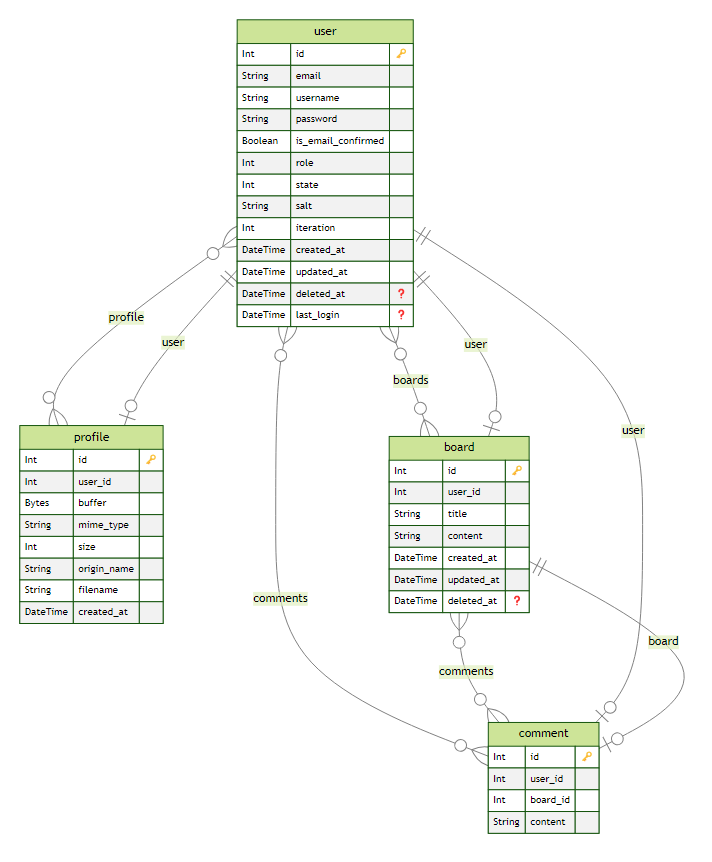 user
Int id 🔑
String email
String username
String password
Boolean is_email_confirmed
Int role
Int state
String salt
Int iteration
DateTime created_at
DateTime updated_at
DateTime deleted_at ❓
DateTime last_login ❓
profile
user
user
boards
user
profile
Int id 🔑
Int user_id
Bytes buffer
String mime_type
Int size
String origin_name
String filename
DateTime created_at
board
Int id 🔑
Int user_id
String title
String content
DateTime created_at
DateTime updated_at
DateTime deleted_at ❓
comments
board
comments
comment
Int id 🔑
Int user_id
Int board_id
String content